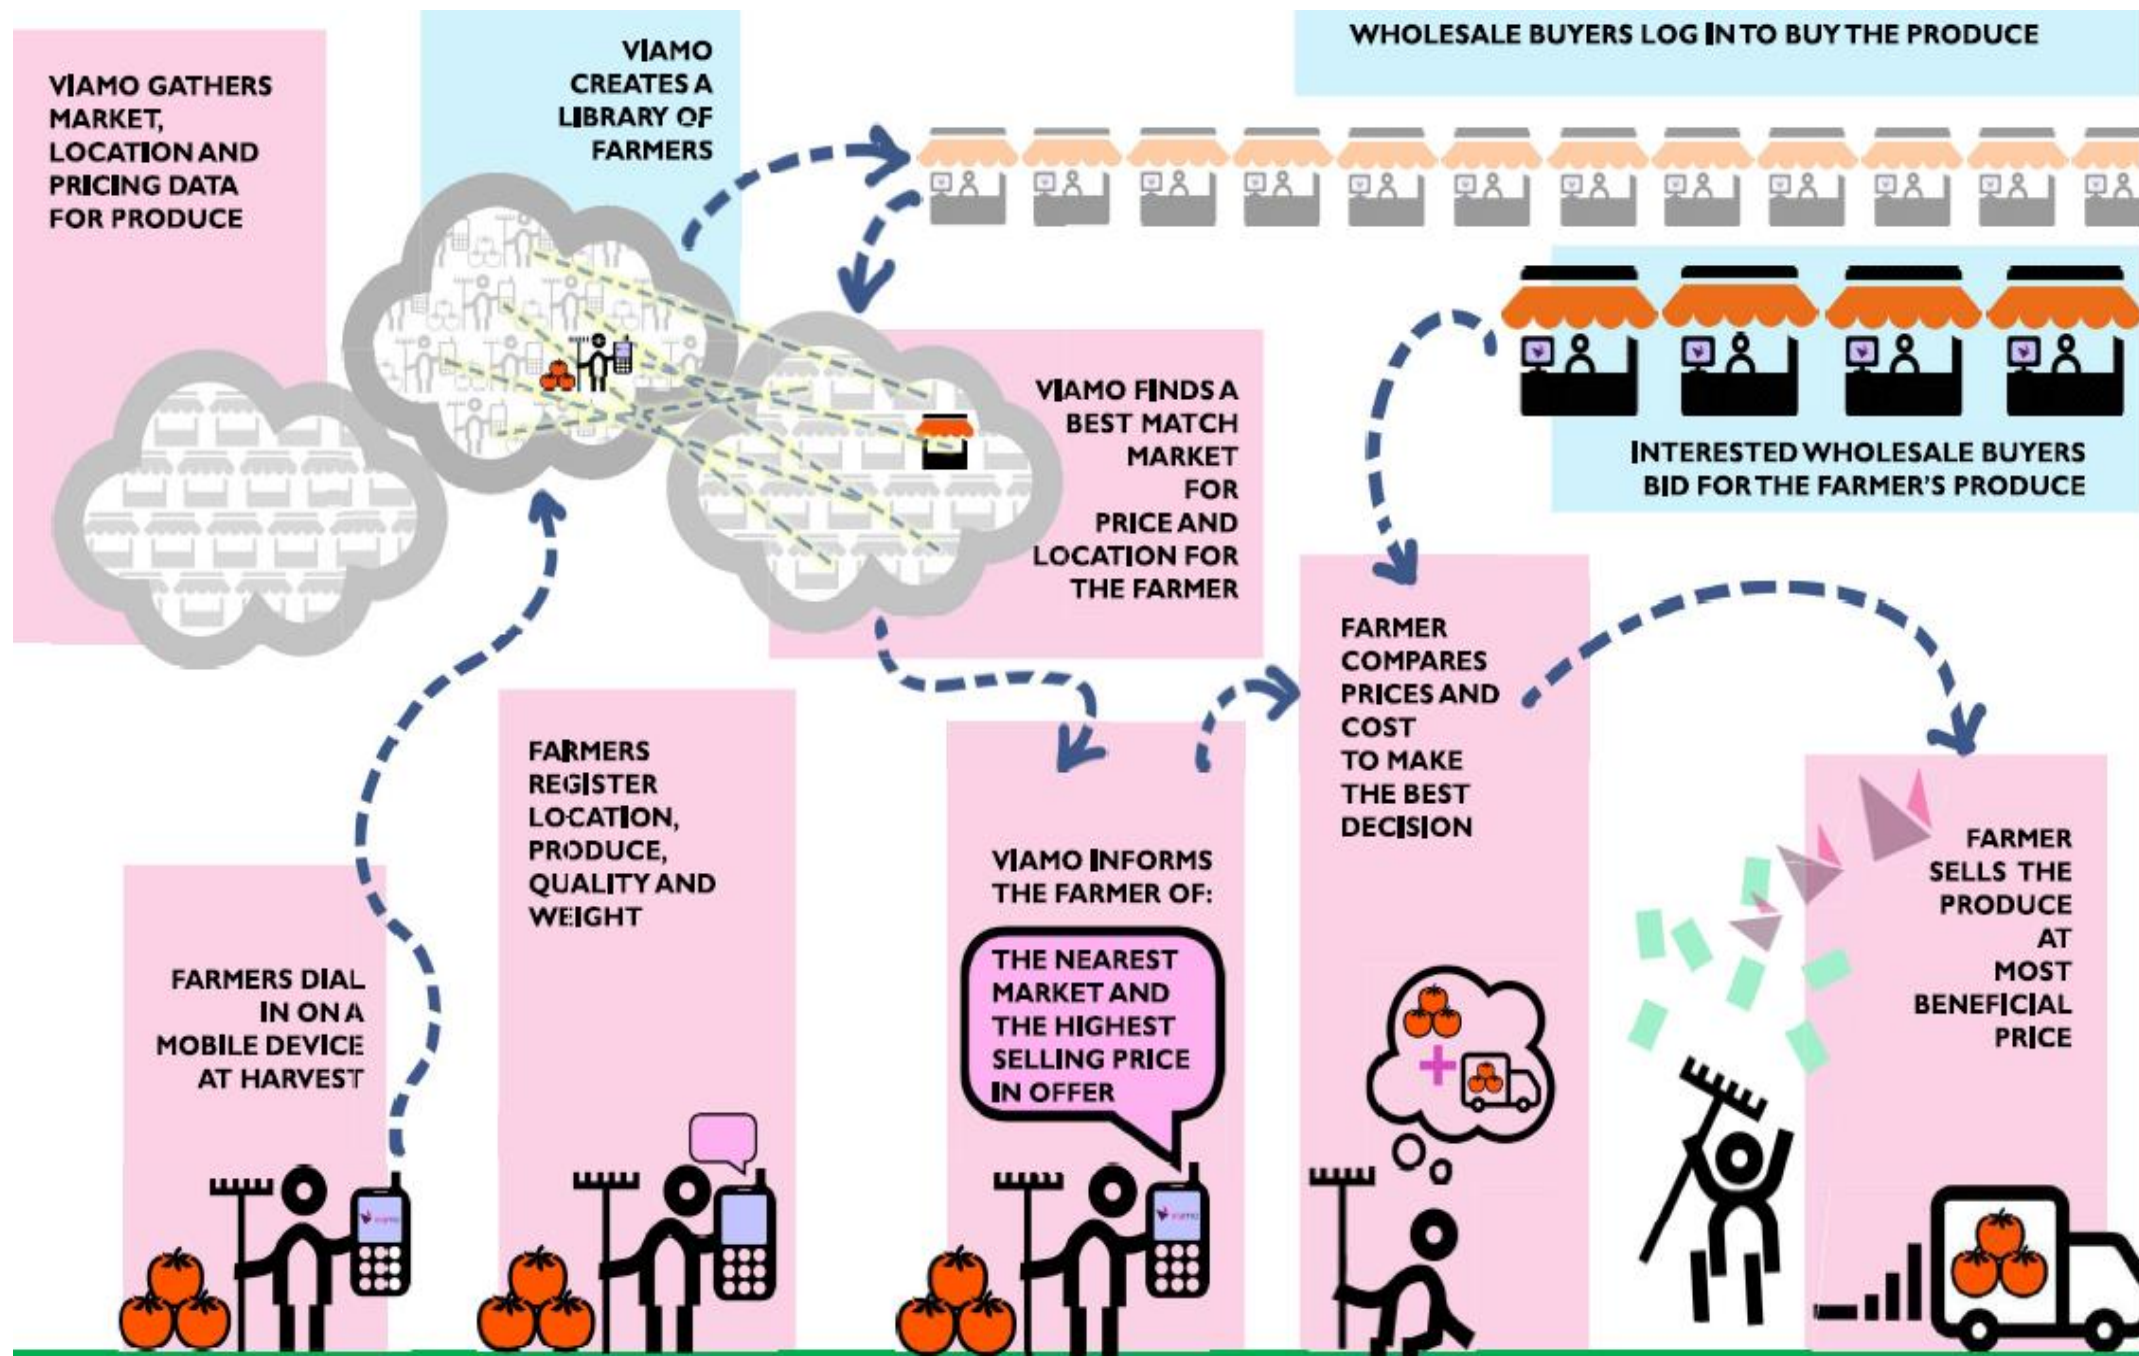 VIAMO GATHERS
MARKET,
LOCATION AND
PRICING DATA
FOR PRODUCE
VIAMO
CREATES A
LIBRARY OF
FARMERS
WHOLESALE BUYERS LOG IN TO BUY THE PRODUCE
INTERESTED WHOLESALE BUYERS
BID FOR THE FARMER'S PRODUCE
VIAMO FINDS A
BEST MATCH
MARKET
FOR
PRICE AND
LOCATION FOR
THE FARMER
FARMERS DIAL
IN ON A
MOBILE DEVICE
AT HARVEST
FARMERS
REGISTER
LOCATION,
PRODUCE,
QUALITY AND
WEIGHT
VIAMO INFORMS
THE FARMER OF:
THE NEAREST
MARKET AND
THE HIGHEST
SELLING PRICE
IN OFFER
FARMER
COMPARES
PRICES AND
COST
TO MAKE
THE BEST
DECISION
FARMER
SELLS THE
PRODUCE
AT
MOST
BENEFICIAL
PRICE
viamo
viamo